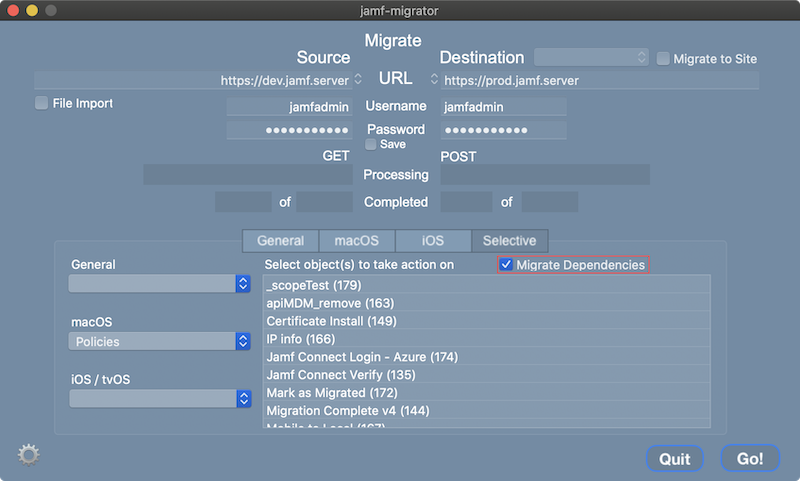 jamf-migrator
Migrate
Source
Destination
Migrate to Site
https://dev.jamf.server
URL
https://prod.jamf.server
File Import
jamfadmin
Username
jamfadmin
Password
Save
GET
POST
Processing
of
Completed
of
General
macOS
iOS
Selective
General
Select object(s) to take action on
Migrate Dependencies
_scopeTest (179)
apiMDM_remove (163)
Certificate Install (149)
macOS
Policies
IP info (166)
Jamf Connect Login - Azure (174)
iOS / tvOS
Jamf Connect Verify (135)
Mark as Migrated (172)
Migration Complete v4 (144)
Mobile to Local (167)
Quit
Go!